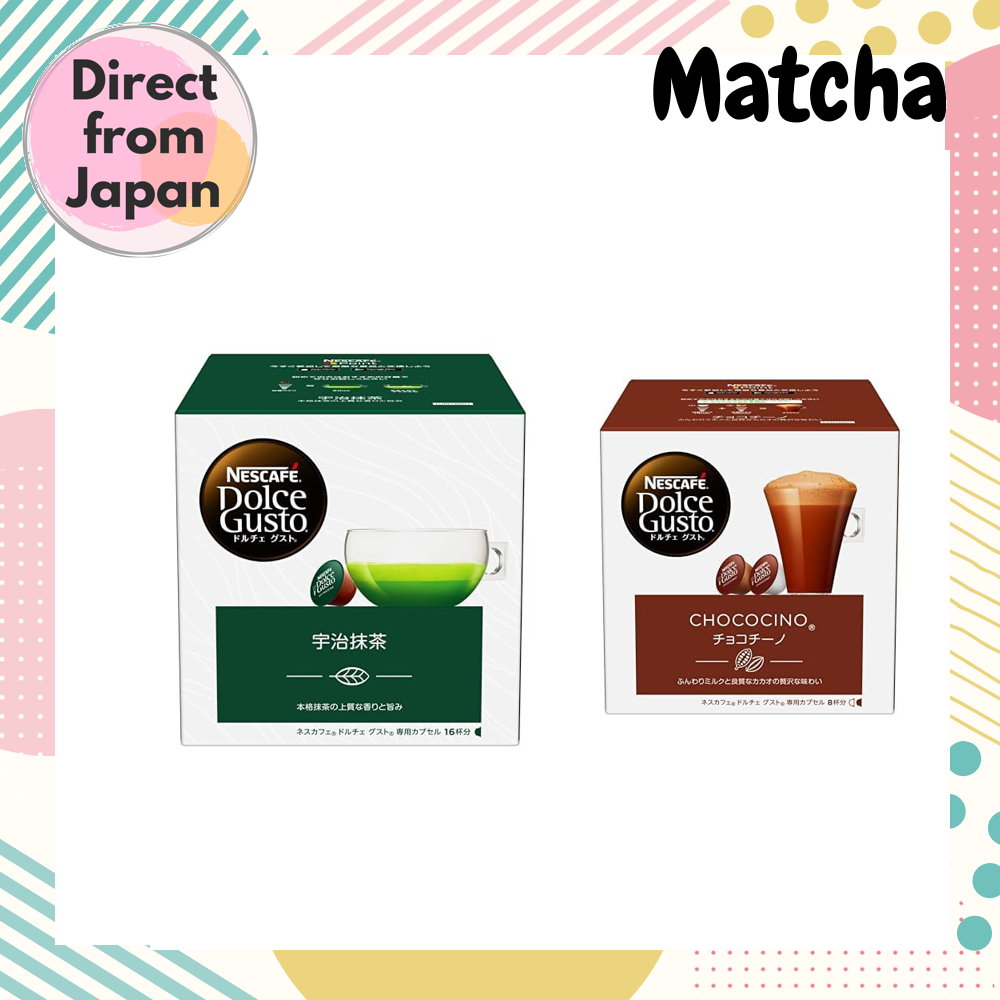 Direct
from
Japan
Matcha
NESCAFÉ
Dolce
Gusto
ドルチェ グスト
宇治抹茶
本格抹茶の上質な香りと旨み
ネスカフェ® ドルチェ グスト® 専用カプセル 16杯分
NESCAFÉ
Dolce
Gusto
ドルチェ グスト
CHOCOCINO®
チョコチーノ
ふんわりミルクと良質なカカオの贅沢な味わい
ネスカフェ® ドルチェ グスト® 専用カプセル 8杯分